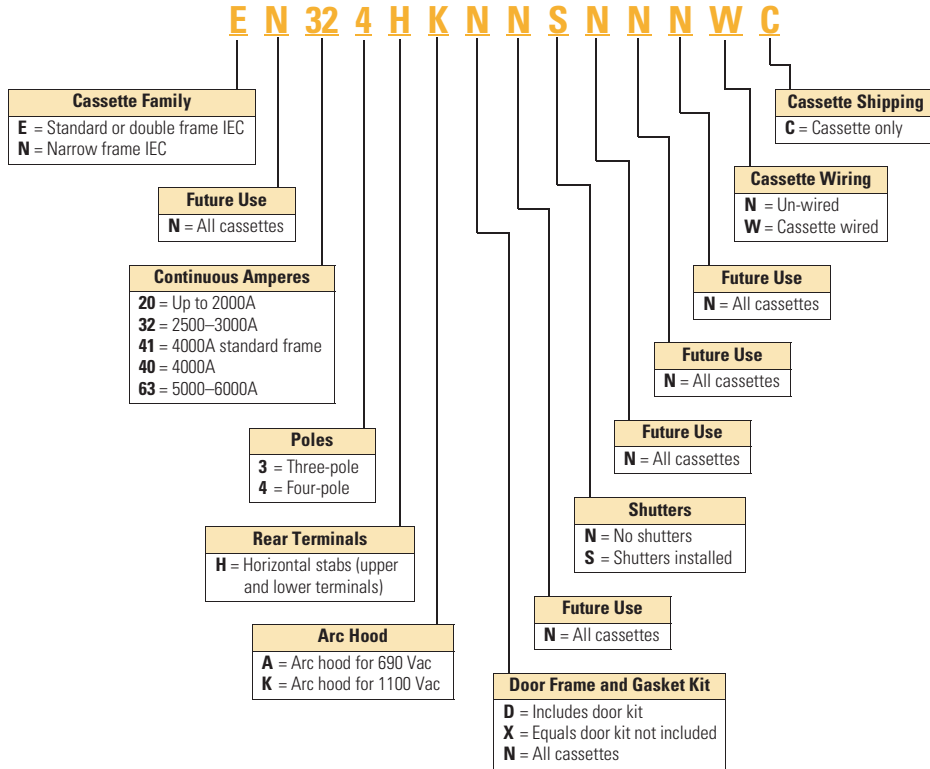 E N 32 4 H K N N S N N N W C
Cassette Family
E = Standard or double frame IEC
N = Narrow frame IEC
Cassette Shipping
C = Cassette only
Future Use
N = All cassettes
Cassette Wiring
N = Un-wired
W = Cassette wired
Continuous Amperes
20 = Up to 2000A
32 = 2500–3000A
41 = 4000A standard frame
40 = 4000A
63 = 5000–6000A
Future Use
N = All cassettes
Future Use
N = All cassettes
Poles
3 = Three-pole
4 = Four-pole
Future Use
N = All cassettes
Rear Terminals
H = Horizontal stabs (upper
and lower terminals)
Shutters
N = No shutters
S = Shutters installed
Arc Hood
A = Arc hood for 690 Vac
K = Arc hood for 1100 Vac
Future Use
N = All cassettes
Door Frame and Gasket Kit
D = Includes door kit
X = Equals door kit not included
N = All cassettes